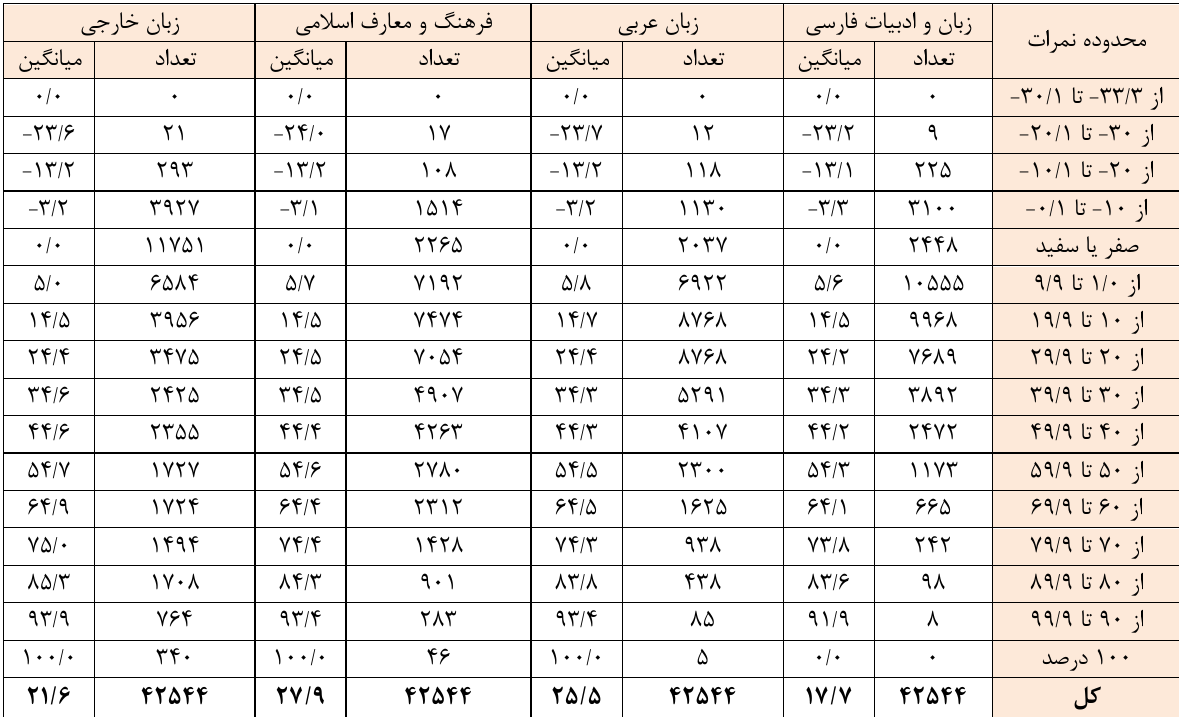 محدوده نمرات زبان و ادبیات فارسی زبان عربی فرهنگ و معارف اسلامی زبان خارجی
تعداد میانگین تعداد میانگین تعداد میانگین تعداد میانگین
از ۳۳/۳- تا ۳۰/۱- ۰ ۰/۰ ۰ ۰/۰ ۰ ۰/۰ ۰ ۰/۰
از ۳۰- تا ۲۰/۱- ۹ -۲۳/۲ ۱۲ -۲۳/۷ ۱۷ -۲۴/۰ ۲۱ -۲۳/۶
از ۲۰- تا ۱۰/۱- ۲۲۵ -۱۳/۱ ۱۱۸ -۱۳/۲ ۱۰۸ -۱۳/۲ ۲۹۳ -۱۳/۲
از ۱۰- تا ۰/۱- ۳۱۰۰ -۳/۳ ۱۱۳۰ -۳/۲ ۱۵۱۴ -۳/۱ ۳۹۲۷ -۳/۲
صفر یا سفید ۲۴۴۸ ۰/۰ ۲۰۳۷ ۰/۰ ۲۲۶۵ ۰/۰ ۱۱۷۵۱ ۰/۰
از ۰/۱ تا ۹/۹ ۱۰۵۵۵ ۵/۶ ۶۹۲۲ ۵/۸ ۷۱۹۲ ۵/۷ ۶۵۸۴ ۵/۰
از ۱۰ تا ۱۹/۹ ۹۹۶۸ ۱۴/۵ ۸۷۶۸ ۱۴/۷ ۷۴۷۴ ۱۴/۵ ۳۹۵۶ ۱۴/۵
از ۲۰ تا ۲۹/۹ ۷۶۸۹ ۲۴/۲ ۸۷۶۸ ۲۴/۴ ۷۰۵۴ ۲۴/۵ ۳۴۷۵ ۲۴/۴
از ۳۰ تا ۳۹/۹ ۳۸۹۲ ۳۴/۳ ۵۲۹۱ ۳۴/۳ ۴۹۰۷ ۳۴/۵ ۲۴۲۵ ۳۴/۶
از ۴۰ تا ۴۹/۹ ۲۴۷۲ ۴۴/۲ ۴۱۰۷ ۴۴/۳ ۴۲۶۳ ۴۴/۴ ۲۳۵۵ ۴۴/۶
از ۵۰ تا ۵۹/۹ ۱۱۷۳ ۵۴/۳ ۲۳۰۰ ۵۴/۵ ۲۷۸۰ ۵۴/۶ ۱۷۲۷ ۵۴/۷
از ۶۰ تا ۶۹/۹ ۶۶۵ ۶۴/۱ ۱۶۲۵ ۶۴/۵ ۲۳۱۲ ۶۴/۴ ۱۷۲۴ ۶۴/۹
از ۷۰ تا ۷۹/۹ ۲۴۲ ۷۳/۸ ۹۳۸ ۷۴/۳ ۱۴۲۸ ۷۴/۴ ۱۴۹۴ ۷۵/۰
از ۸۰ تا ۸۹/۹ ۹۸ ۸۳/۶ ۴۳۸ ۸۳/۸ ۹۰۱ ۸۴/۳ ۱۷۰۸ ۸۵/۳
از ۹۰ تا ۹۹/۹ ۸ ۹۱/۹ ۸۵ ۹۳/۴ ۲۸۳ ۹۳/۴ ۷۶۴ ۹۳/۹
۱۰۰ درصد ۰ ۰/۰ ۵ ۱۰۰/۰ ۴۶ ۱۰۰/۰ ۳۴۰ ۱۰۰/۰
کل ۴۲۵۴۴ ۱۷/۷ ۴۲۵۴۴ ۲۵/۵ ۴۲۵۴۴ ۲۷/۹ ۴۲۵۴۴ ۲۱/۶